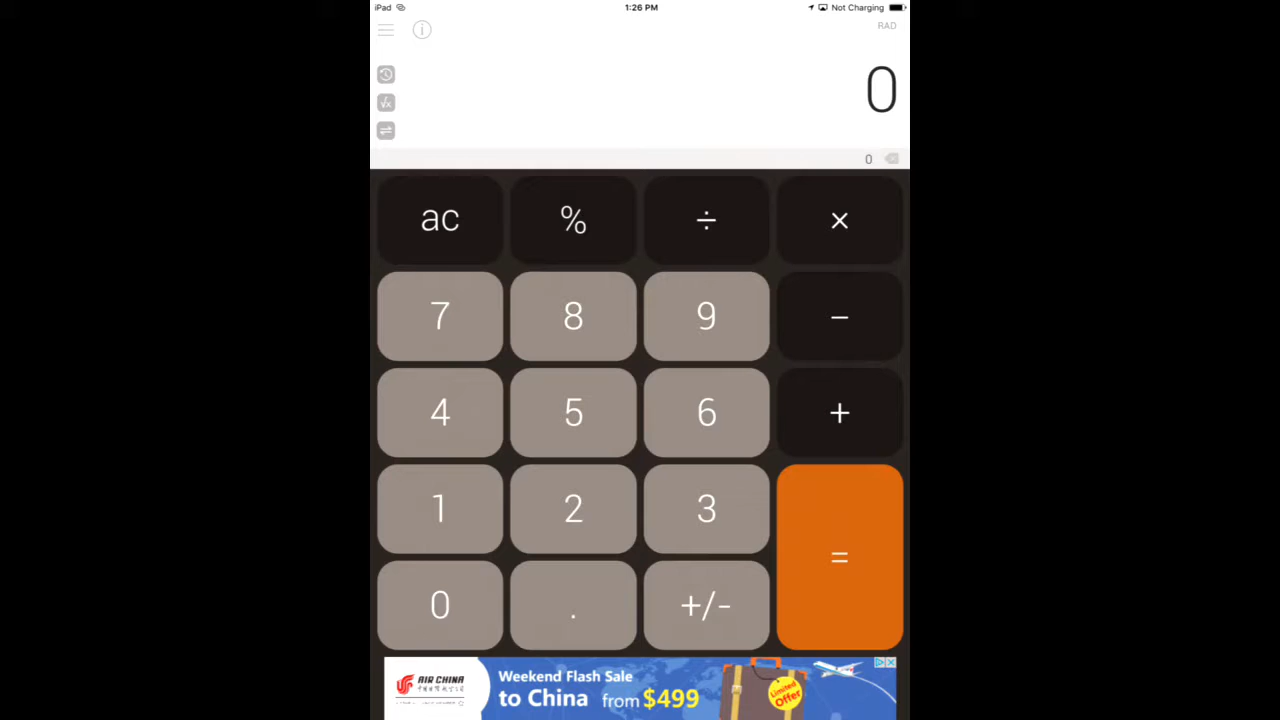 iPad 1:26 PM Not Charging
RAD
0
√x
0
ac % ÷ ×
7 8 9 −
4 5 6 +
1 2 3 =
0 . +/-
AIR CHINA
Weekend Flash Sale
to China from $499
Limited
Offer